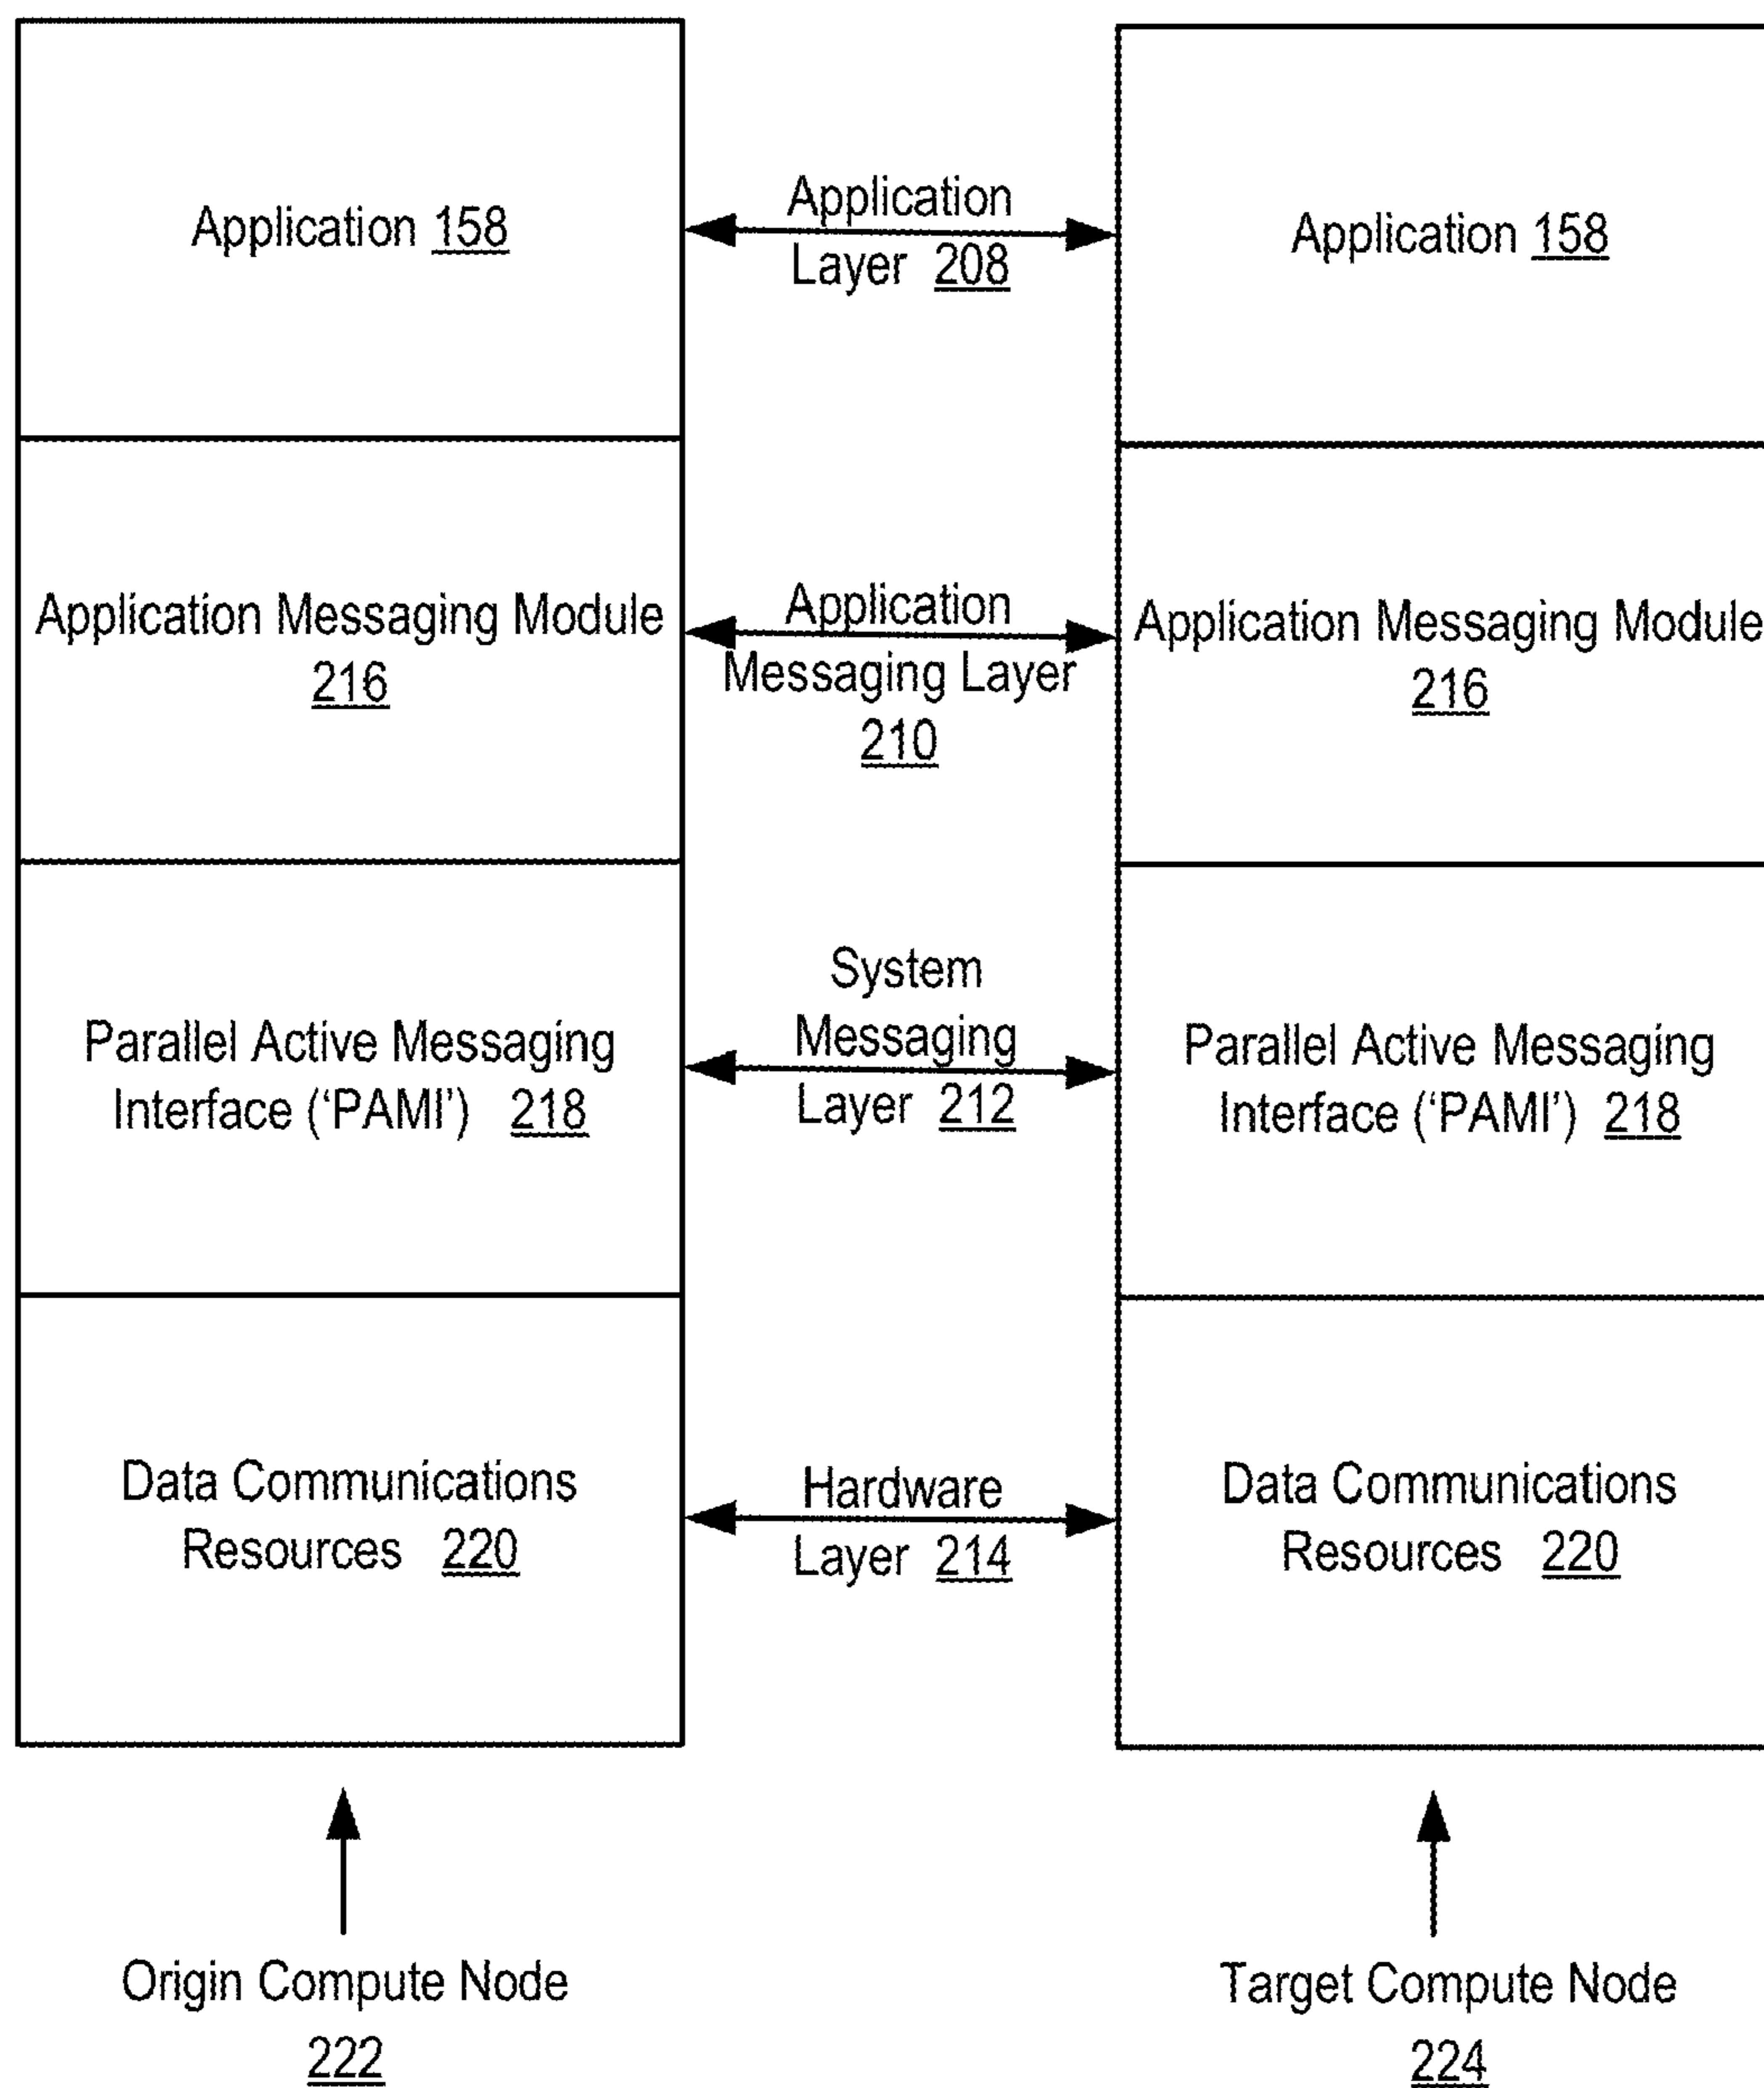 Application 158
Application
Layer 208
Application 158
Application Messaging Module
216
Application
Messaging Layer
210
Application Messaging Module
216
Parallel Active Messaging
Interface (‘PAMI’) 218
System
Messaging
Layer 212
Parallel Active Messaging
Interface (‘PAMI’) 218
Data Communications
Resources 220
Hardware
Layer 214
Data Communications
Resources 220
Origin Compute Node
222
Target Compute Node
224